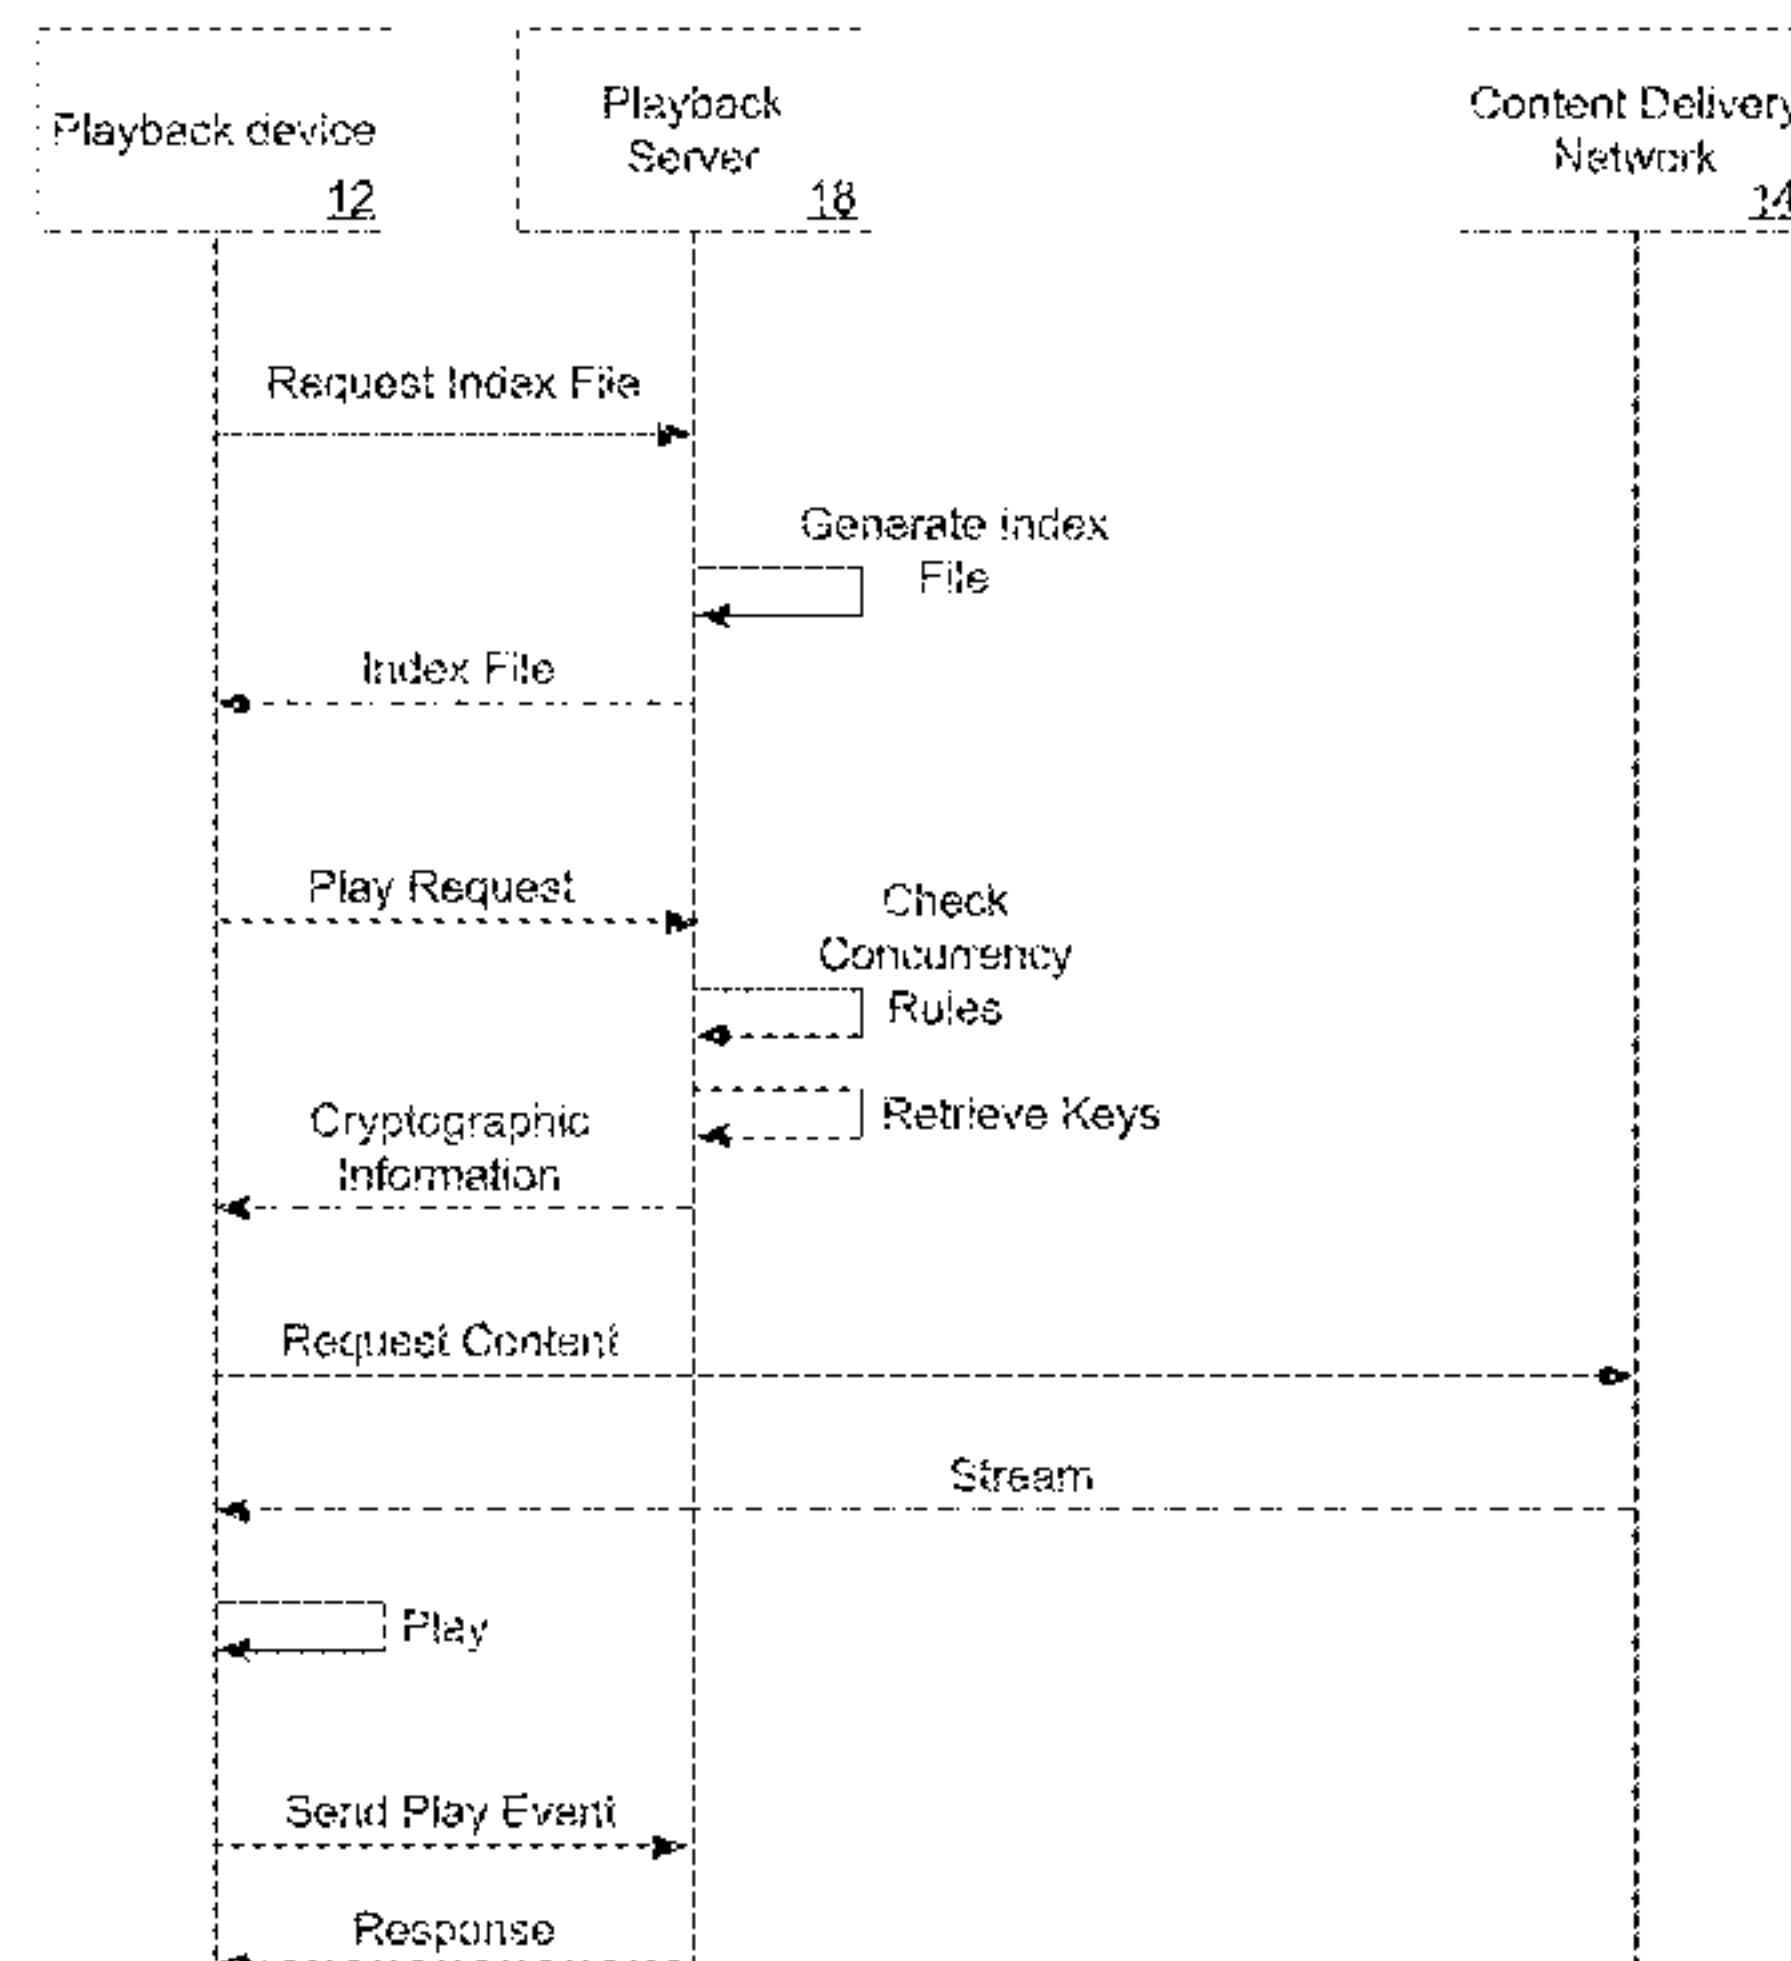 Playback device
12
Playback
Server
18
Content Delivery
Network
14
Request Index File
Generate index
File
Index File
Play Request
Check
Concurrency
Rules
Retrieve Keys
Cryptographic
Information
Request Content
Stream
Play
Send Play Event
Response